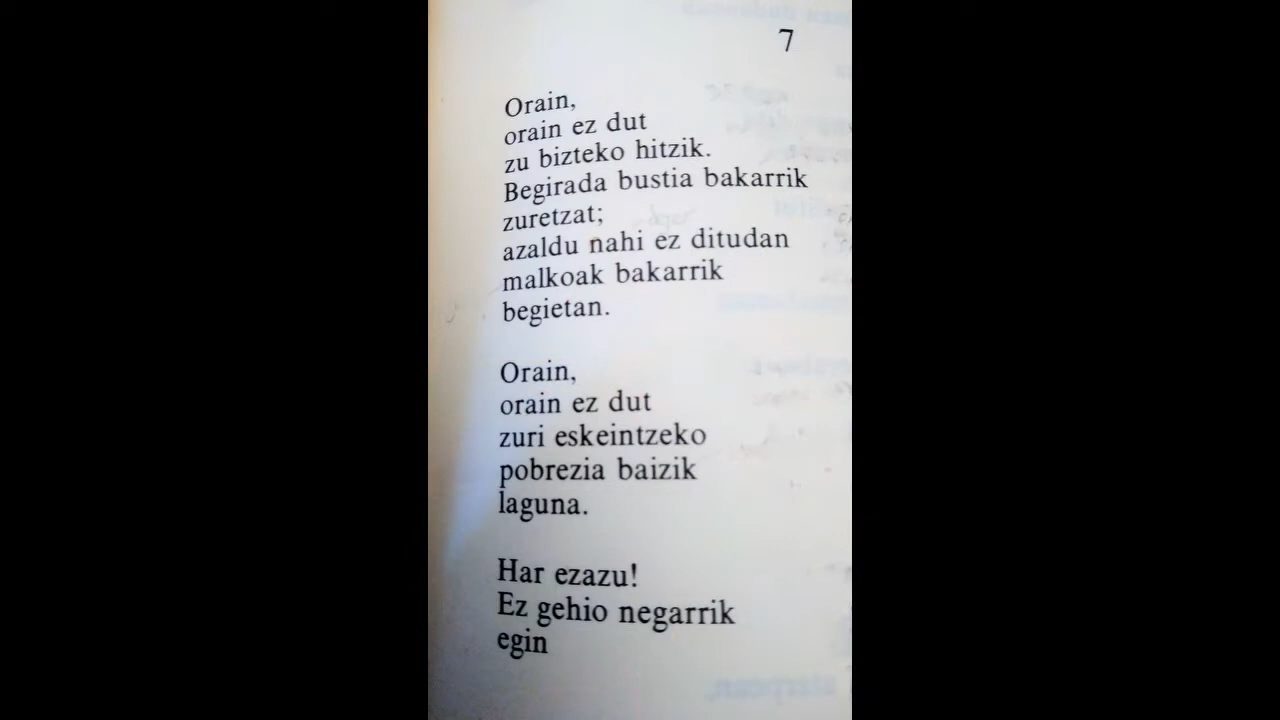 7
Orain,
orain ez dut
zu bizteko hitzik.
Begirada bustia bakarrik
zuretzat;
azaldu nahi ez ditudan
malkoak bakarrik
begietan.
Orain,
orain ez dut
zuri eskeintzeko
pobrezia baizik
laguna.
Har ezazu!
Ez gehio negarrik
egin